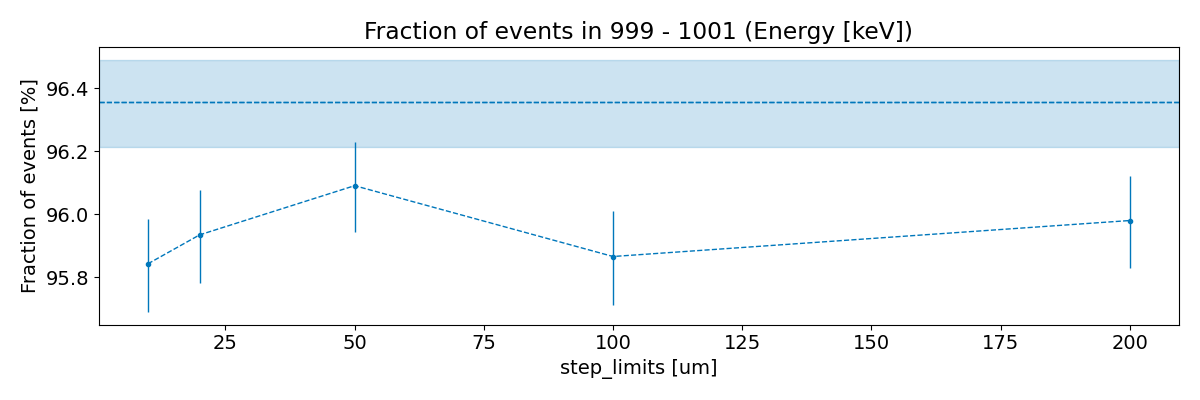 Fraction of events in 999 - 1001 (Energy [keV])
Fraction of events [%]
96.4
96.2
96.0
95.8
25 50 75 100 125 150 175 200
step_limits [um]